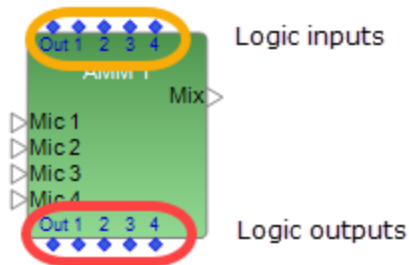 Out 1 2 3 4
Logic inputs
AMM 1
Mix
Mic 1
Mic 2
Mic 3
Mic 4
Out 1 2 3 4
Logic outputs